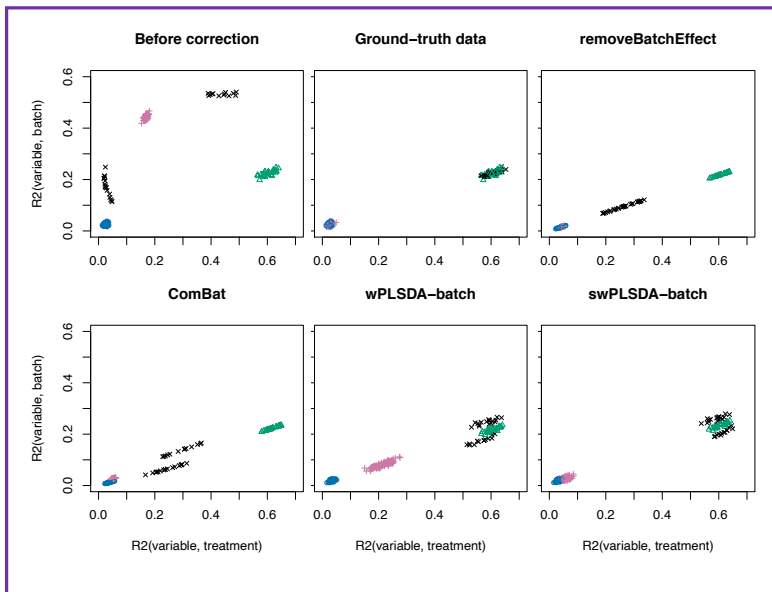 Before correction
Ground−truth data
removeBatchEffect
R2(variable, batch)
0.6
0.4
0.2
0.0
0.0 0.2 0.4 0.6
0.0 0.2 0.4 0.6
0.0 0.2 0.4 0.6
ComBat
wPLSDA−batch
swPLSDA−batch
R2(variable, batch)
0.6
0.4
0.2
0.0
0.0 0.2 0.4 0.6
0.0 0.2 0.4 0.6
0.0 0.2 0.4 0.6
R2(variable, treatment)
R2(variable, treatment)
R2(variable, treatment)